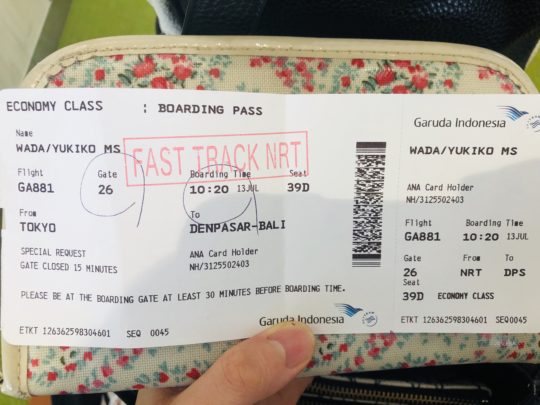 ECONOMY CLASS : BOARDING PASS
Name
WADA/YUKIKO MS
FAST TRACK NRT
Flight Gate Boarding Time Seat
GA881 26 10:20 13JUL 39D
From To
TOKYO DENPASAR-BALI
SPECIAL REQUEST ANA Card Holder
GATE CLOSED 15 MINUTES NH/3125502403
PLEASE BE AT THE BOARDING GATE AT LEAST 30 MINUTES BEFORE BOARDING TIME.
Garuda Indonesia
ETKT 126362598304601 SEQ 0045
Garuda Indonesia
WADA/YUKIKO MS
ANA Card Holder
NH/3125502403
Flight Boarding Time
GA881 10:20 13JUL
Gate From To
26 NRT DPS
Seat
39D ECONOMY CLASS
ETKT 126362598304601 SEQ 0045